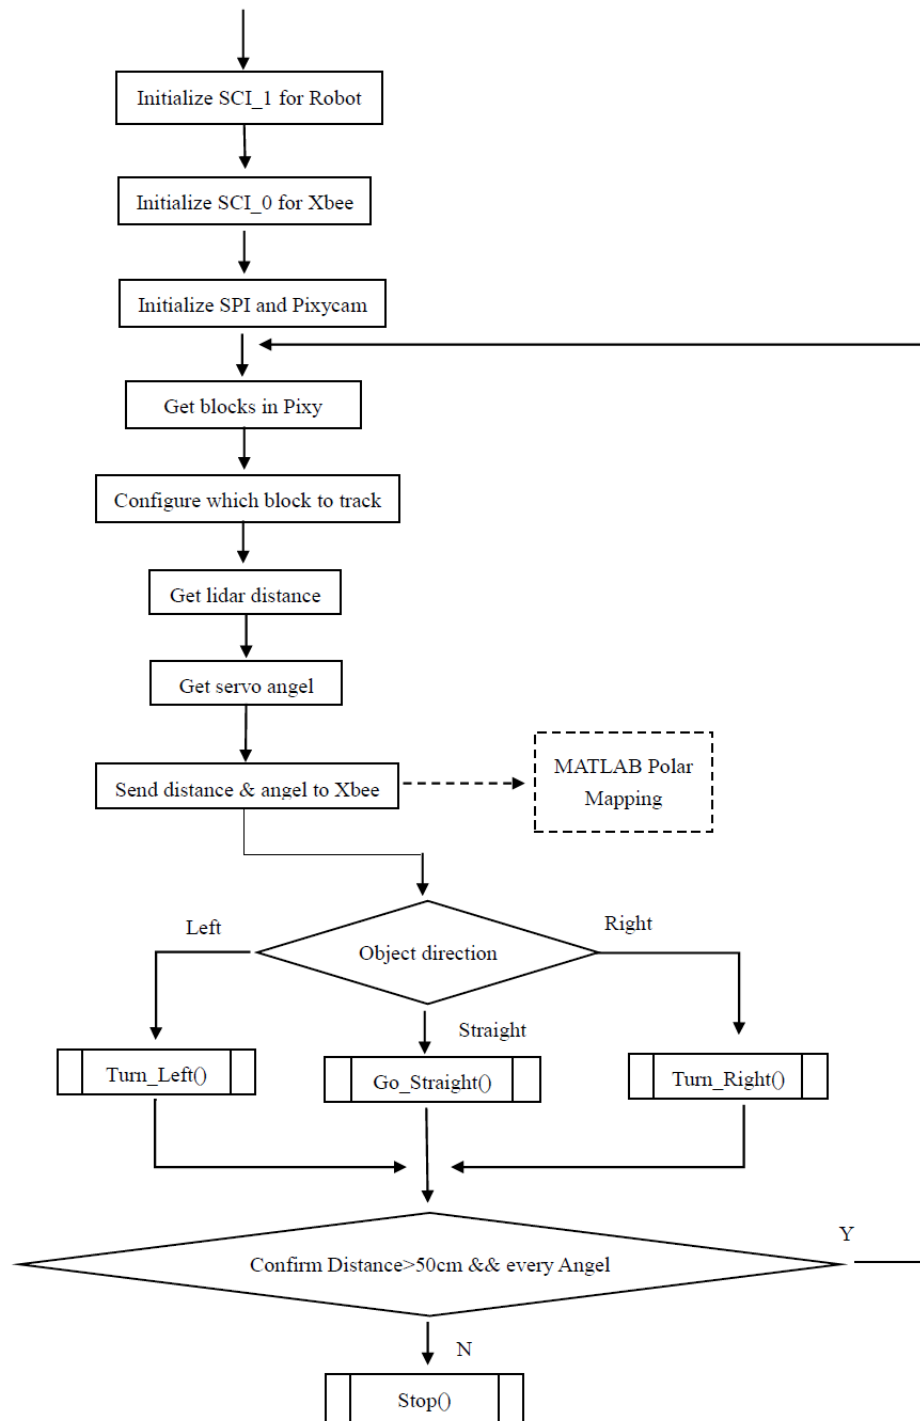 Initialize SCI_1 for Robot
Initialize SCI_0 for Xbee
Initialize SPI and Pixycam
Get blocks in Pixy
Configure which block to track
Get lidar distance
Get servo angel
Send distance & angel to Xbee
MATLAB Polar
Mapping
Left
Right
Object direction
Straight
Turn_Left()
Go_Straight()
Turn_Right()
Y
Confirm Distance>50cm && every Angel
N
Stop()